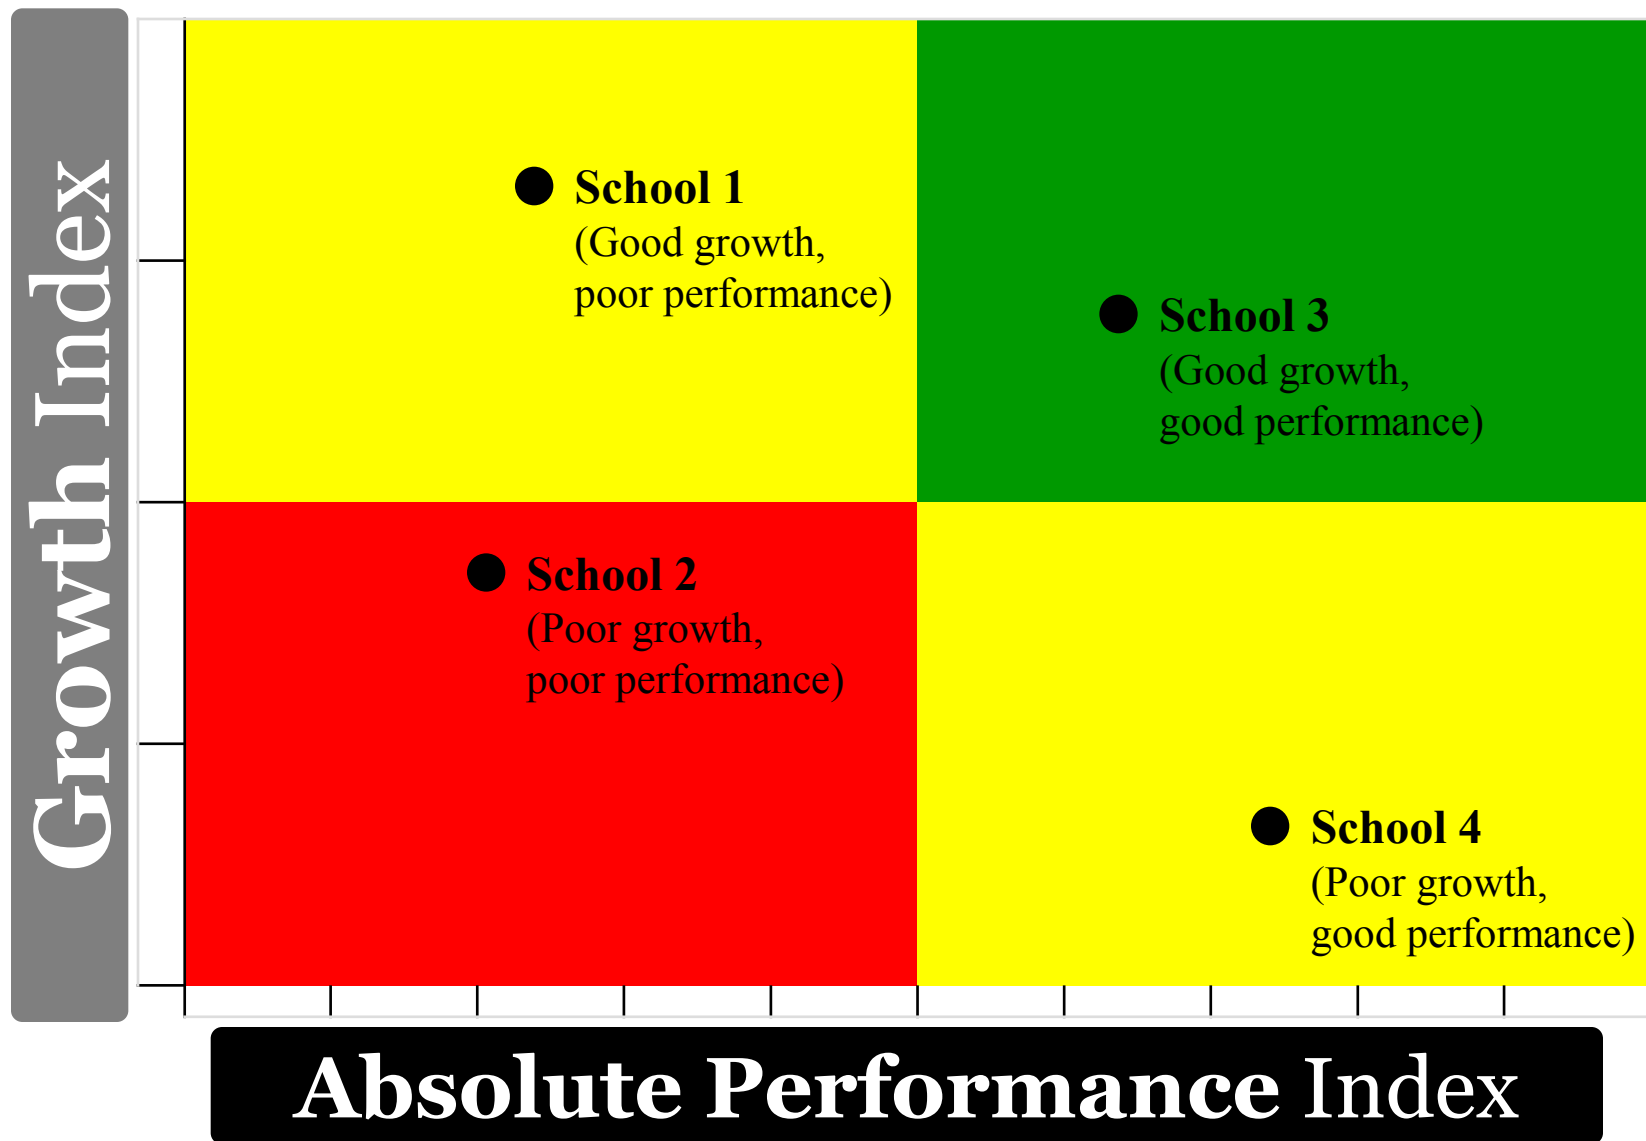 Growth Index
School 1
(Good growth,
poor performance)
School 3
(Good growth,
good performance)
School 2
(Poor growth,
poor performance)
School 4
(Poor growth,
good performance)
Absolute Performance Index